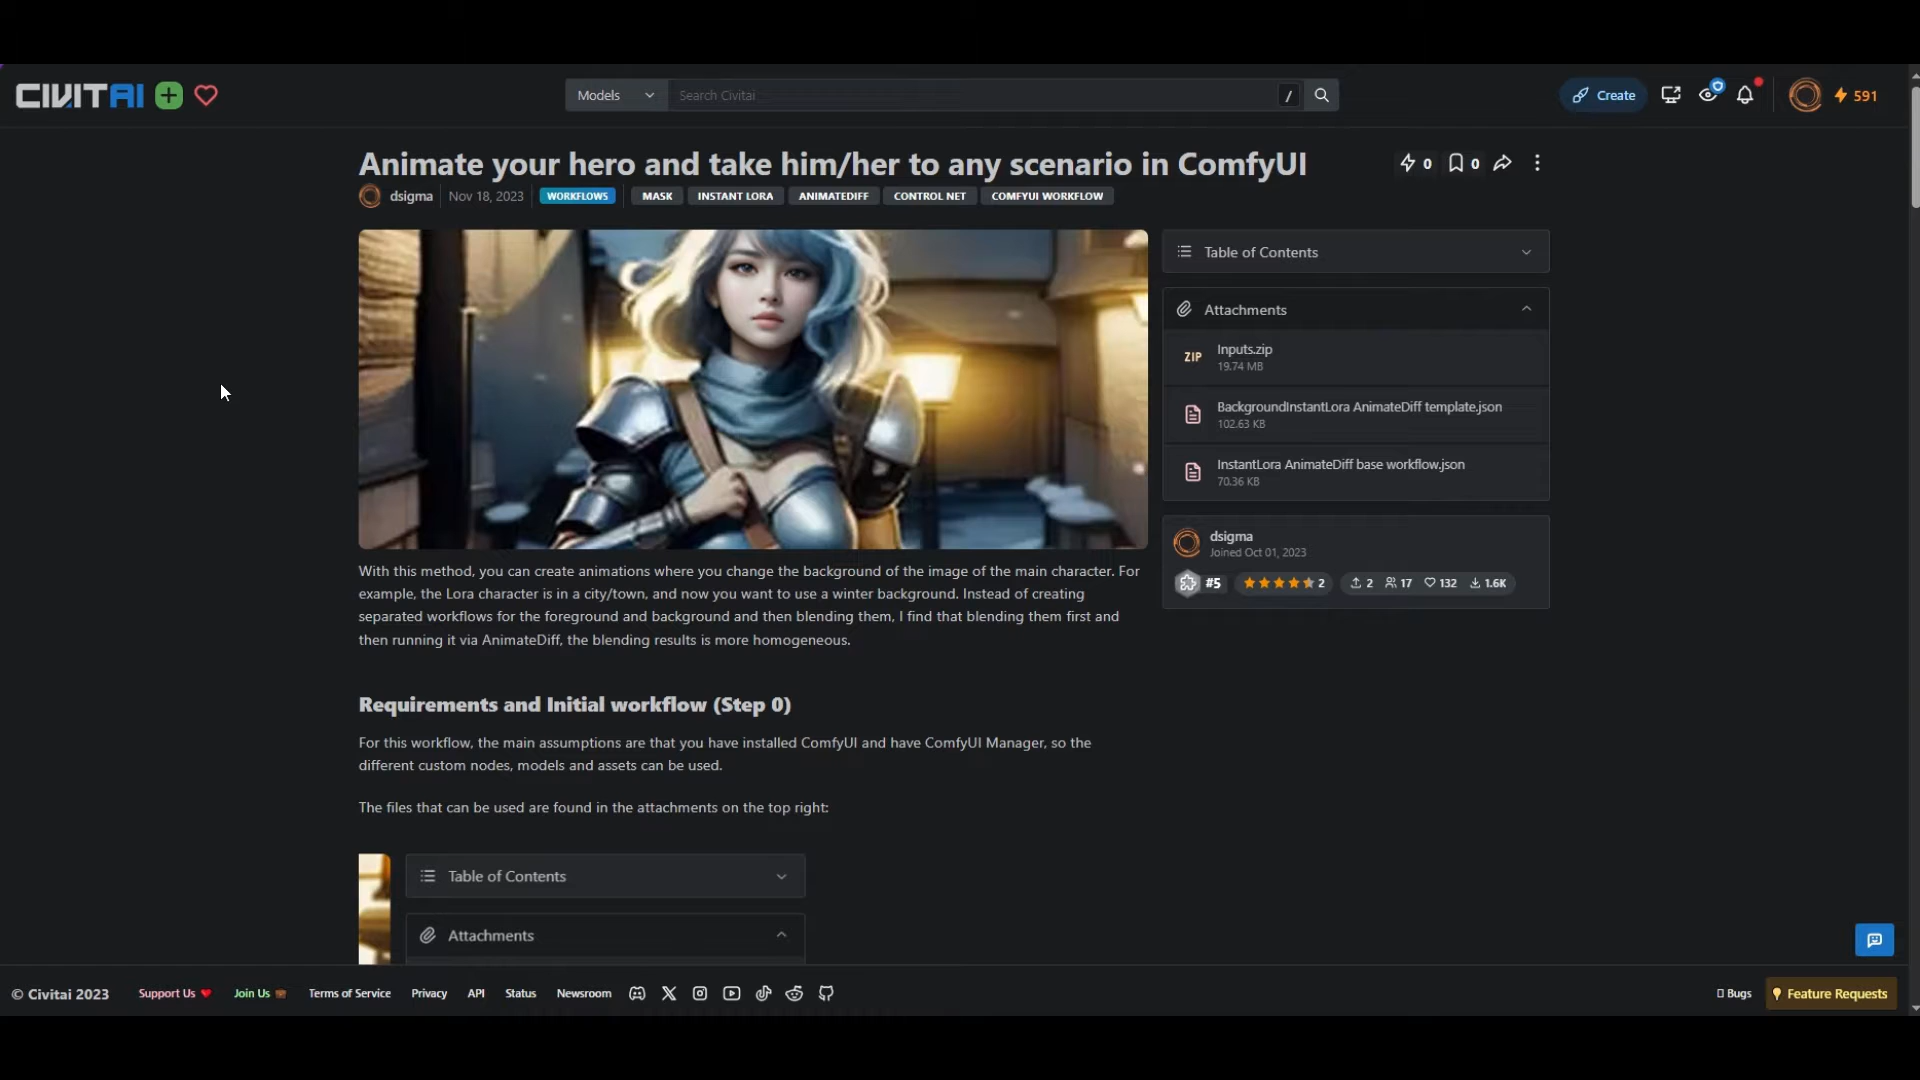 CIVITAI
Models
Search Civitai
/
Create
591
Animate your hero and take him/her to any scenario in ComfyUI
0
0
dsigma
Nov 18, 2023
WORKFLOWS
MASK
INSTANT LORA
ANIMATEDIFF
CONTROL NET
COMFYUI WORKFLOW
Table of Contents
Attachments
ZIP
Inputs.zip
19.74 MB
BackgroundInstantLora AnimateDiff template.json
102.63 KB
InstantLora AnimateDiff base workflow.json
70.36 KB
dsigma
Joined Oct 01, 2023
#5
2
2
17
132
1.6K
With this method, you can create animations where you change the background of the image of the main character. For
example, the Lora character is in a city/town, and now you want to use a winter background. Instead of creating
separated workflows for the foreground and background and then blending them, I find that blending them first and
then running it via AnimateDiff, the blending results is more homogeneous.
Requirements and Initial workflow (Step 0)
For this workflow, the main assumptions are that you have installed ComfyUI and have ComfyUI Manager, so the
different custom nodes, models and assets can be used.
The files that can be used are found in the attachments on the top right:
Table of Contents
Attachments
© Civitai 2023
Support Us
Join Us
Terms of Service
Privacy
API
Status
Newsroom
Bugs
Feature Requests